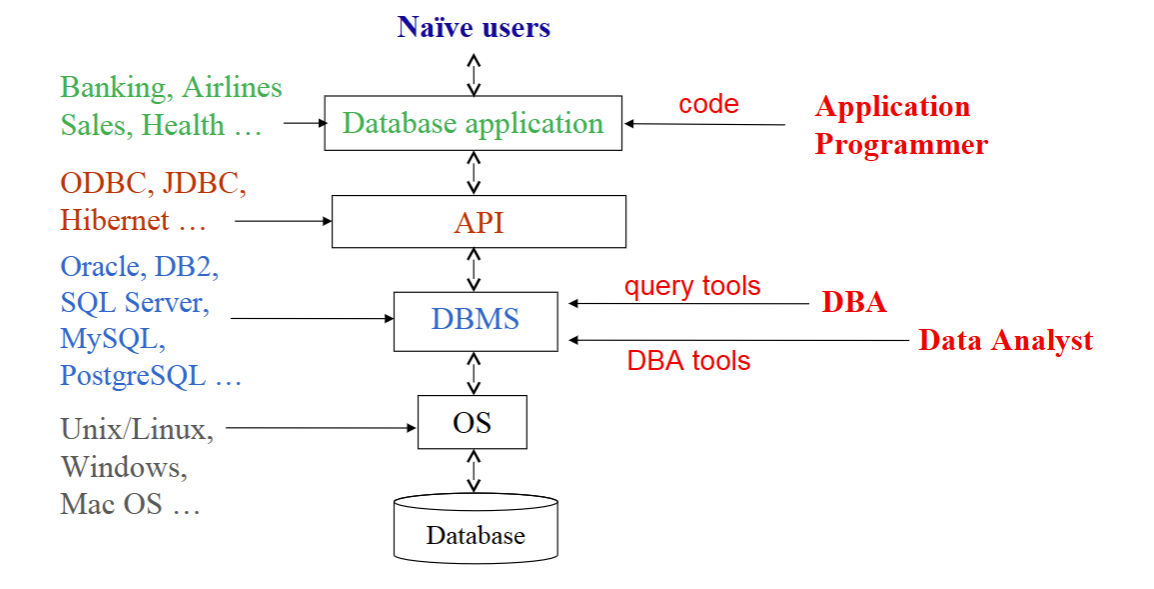 Naïve users
Banking, Airlines
Sales, Health …
Database application
code
Application
Programmer
ODBC, JDBC,
Hibernet …
API
Oracle, DB2,
SQL Server,
MySQL,
PostgreSQL …
DBMS
query tools
DBA
DBA tools
Data Analyst
Unix/Linux,
Windows,
Mac OS …
OS
Database